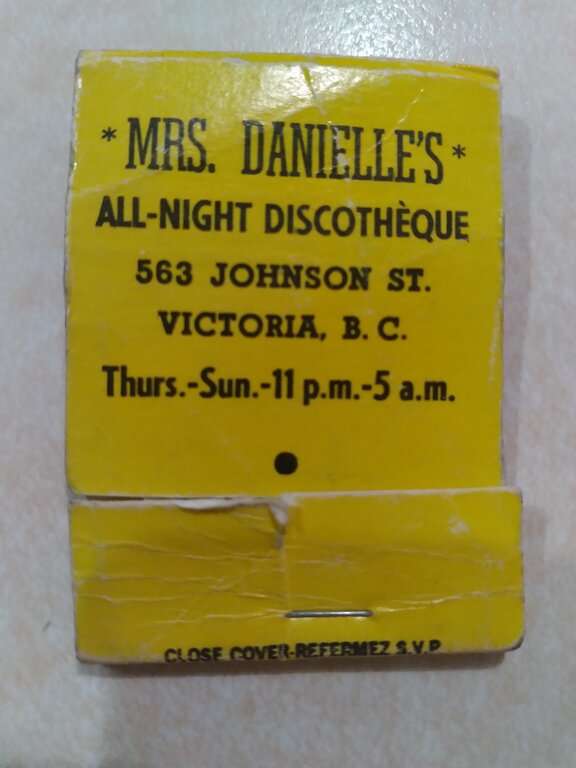 * MRS. DANIELLE'S *
ALL-NIGHT DISCOTHÈQUE
563 JOHNSON ST.
VICTORIA, B. C.
Thurs.-Sun.-11 p.m.-5 a.m.
CLOSE COVER-REFERMEZ S.V.P.